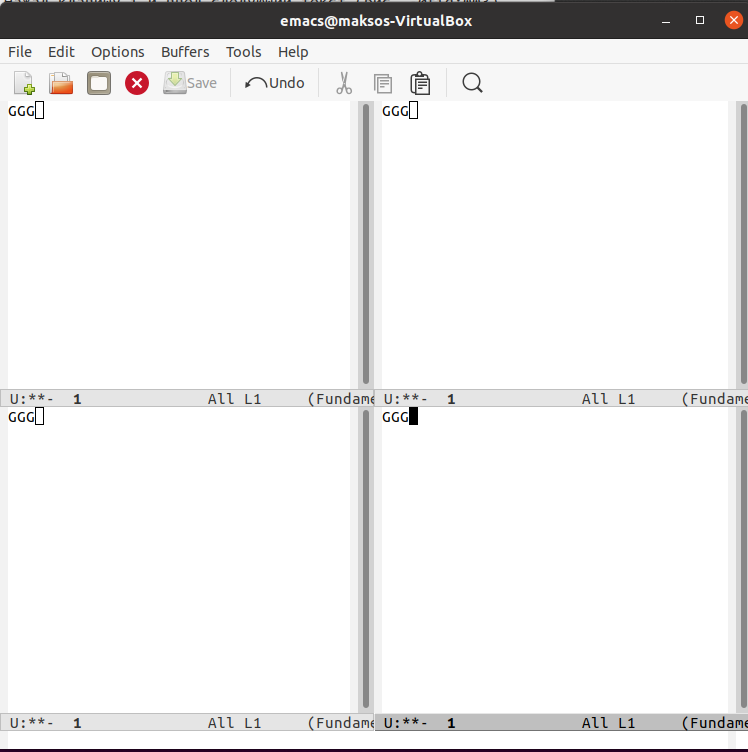 emacs@maksos-VirtualBox
File Edit Options Buffers Tools Help
Save Undo
GGG
GGG
U:**- 1 All L1 (Fundame
U:**- 1 All L1 (Fundame
GGG
GGG
U:**- 1 All L1 (Fundame
U:**- 1 All L1 (Fundame